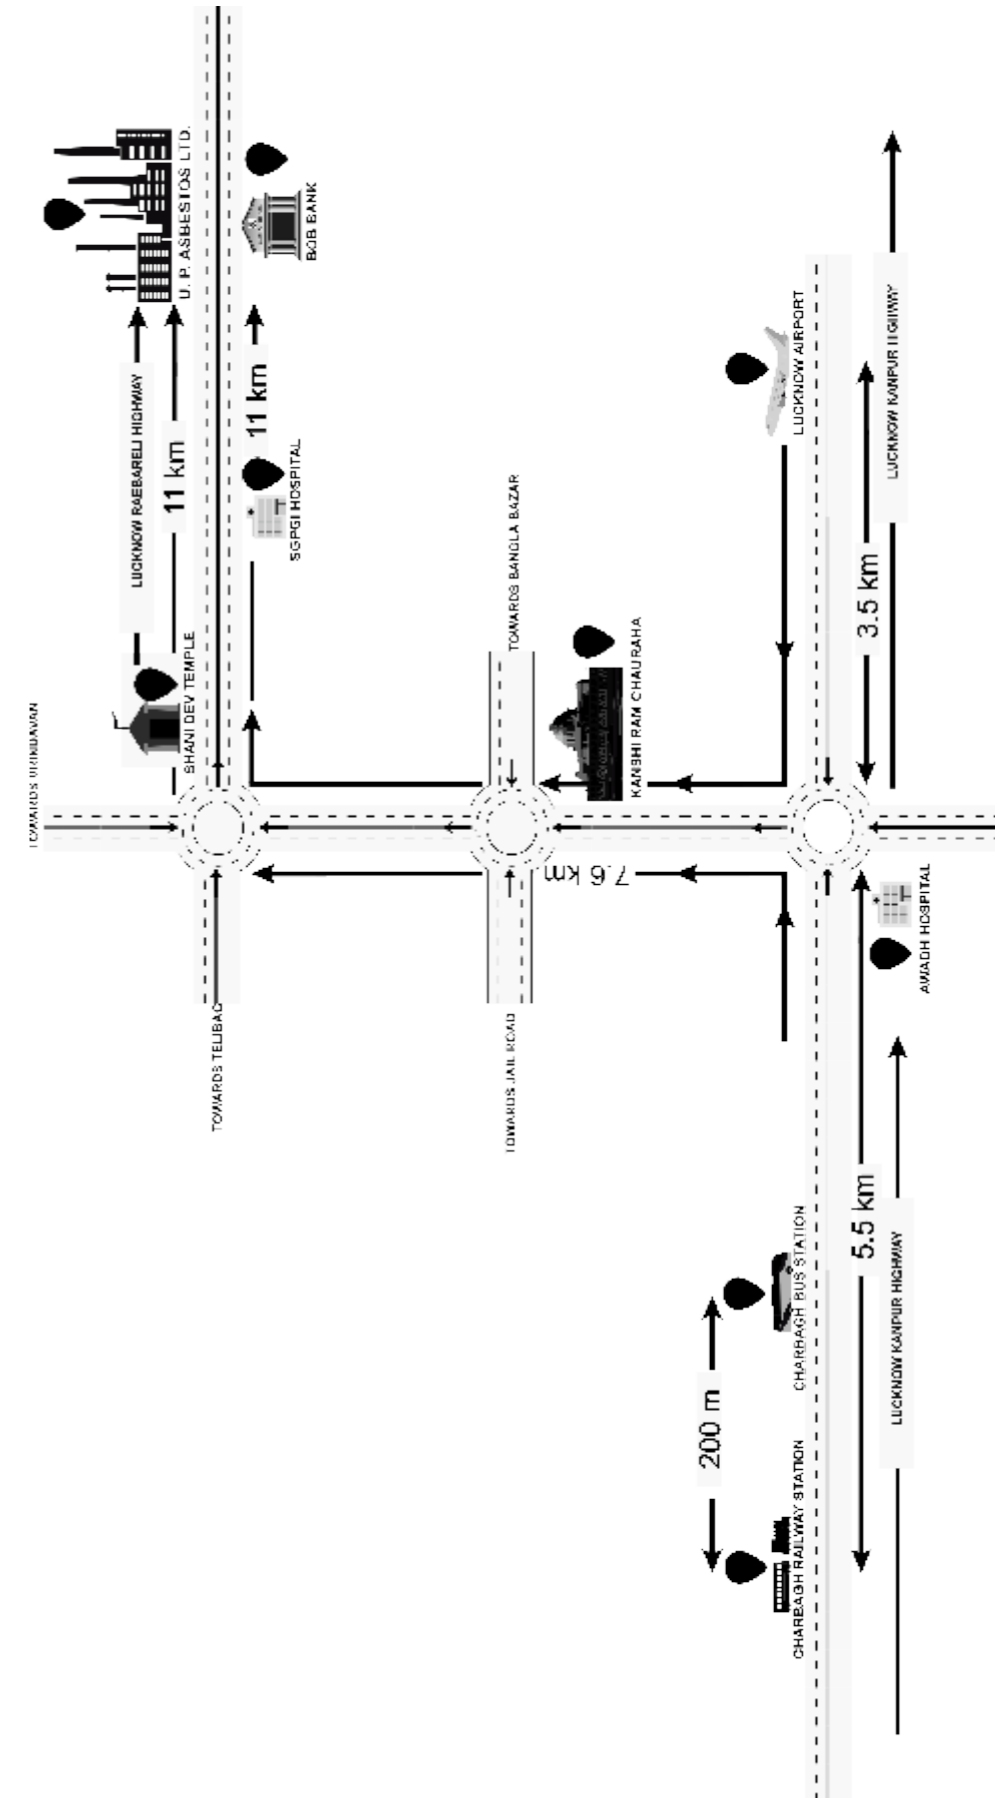 U. P. ASBESTOS LTD.
BOB BANK
LUCKNOW RAEBARELI HIGHWAY
11 km
11 km
SGPGI HOSPITAL
SHANI DEV TEMPLE
TOWARDS VRINDAVAN
TOWARDS BANGLA BAZAR
KANSHI RAM CHAURAHA
LUCKNOW AIRPORT
LUCKNOW KANPUR HIGHWAY
3.5 km
7.6 km
AWADH HOSPITAL
TOWARDS TELIBAG
TOWARDS JAIL ROAD
CHARBAGH BUS STATION
5.5 km
LUCKNOW KANPUR HIGHWAY
200 m
CHARBAGH RAILWAY STATION